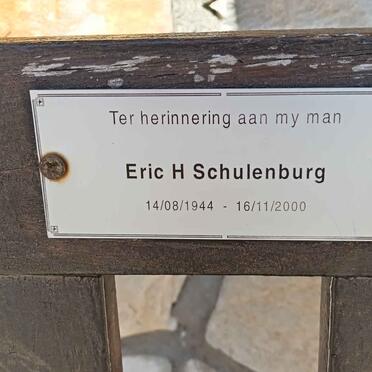 Ter herinnering aan my man
Eric H Schulenburg
14/08/1944 - 16/11/2000